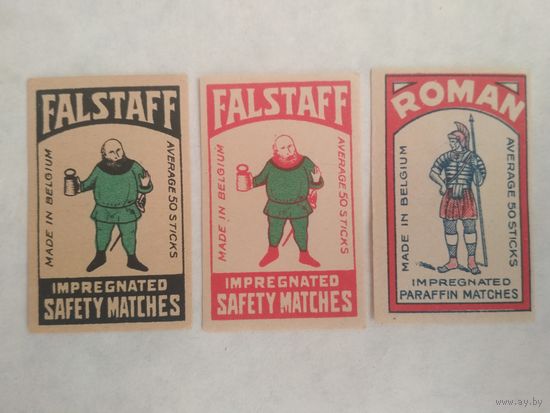 FALSTAFF
MADE IN BELGIUM
AVERAGE 50 STICKS
IMPREGNATED
SAFETY MATCHES
FALSTAFF
MADE IN BELGIUM
AVERAGE 50 STICKS
IMPREGNATED
SAFETY MATCHES
ROMAN
MADE IN BELGIUM
AVERAGE 50 STICKS
IMPREGNATED
PARAFFIN MATCHES
© www.ay.by